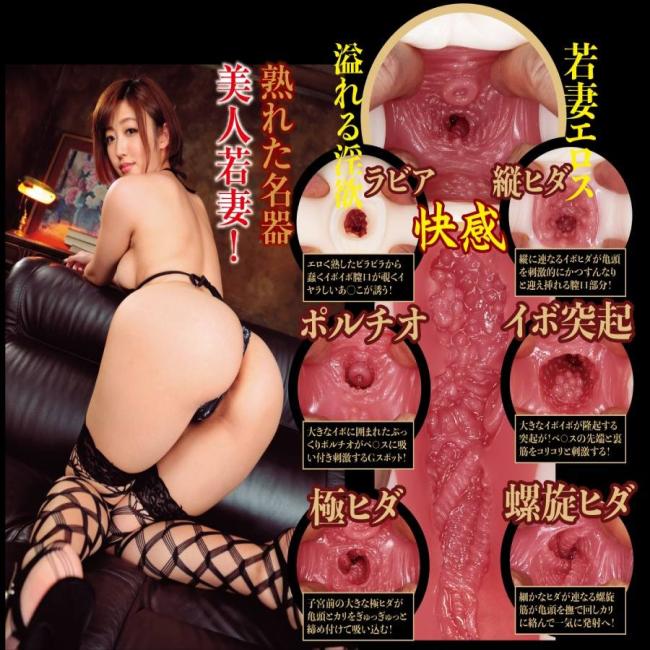 熟れた名器
美人若妻！
若妻エロス
溢れる淫欲
快感
ラビア
エロく熟したビラビラから
蠢くイボイボ膣口が覗くイ
ヤラしいあ〇こが誘う！
縦ヒダ
縦に連なるイボヒダが亀頭
を刺激的にかつすんなり
と迎え挿れる膣口部分！
ポルチオ
大きなイボに囲まれたぷっ
くりポルチオがペ〇スに吸
い付き刺激するGスポット！
イボ突起
大きなイボイボが隆起する
突起が！ペ〇スの先端と裏
筋をコリコリと刺激する！
極ヒダ
子宮前の大きな極ヒダが
亀頭とカリをぎゅっぎゅっと
締め付けて吸い込む！
螺旋ヒダ
細かなヒダが連なる螺旋
筋が亀頭を撫で回しカリ
に絡んで一気に発射へ！